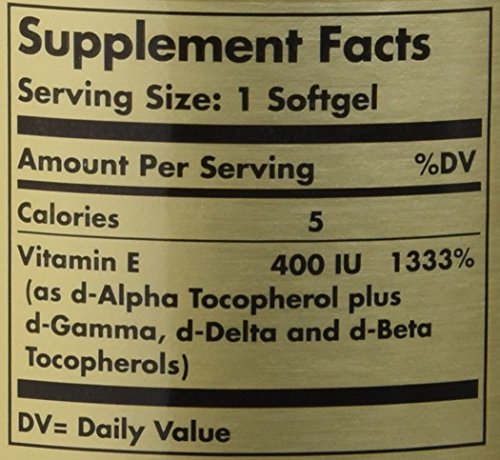 Supplement Facts
Serving Size: 1 Softgel
Amount Per Serving %DV
Calories 5
Vitamin E 400 IU 1333%
(as d-Alpha Tocopherol plus
d-Gamma, d-Delta and d-Beta
Tocopherols)
DV= Daily Value